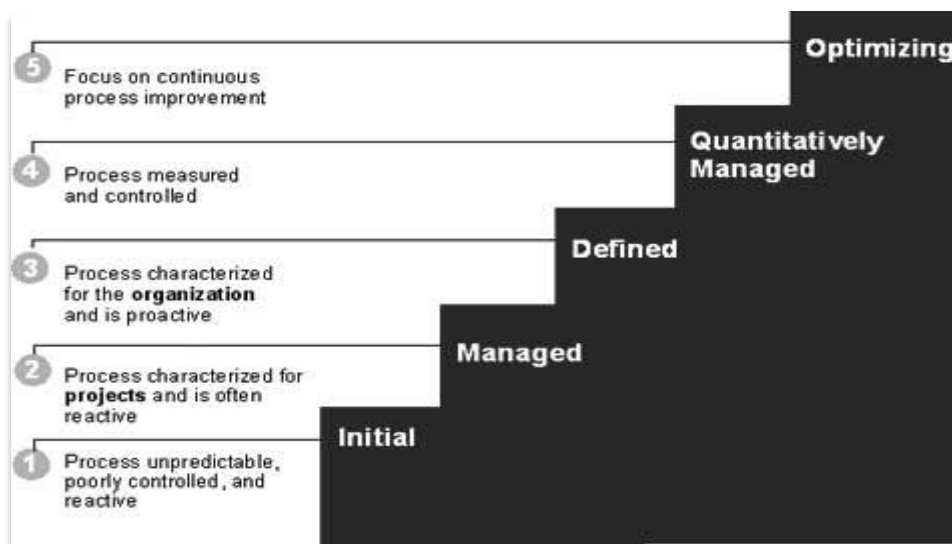 5
Optimizing
Focus on continuous
process improvement
4
Quantitatively
Managed
Process measured
and controlled
3
Defined
Process characterized
for the organization
and is proactive
2
Managed
Process characterized for
projects and is often
reactive
1
Initial
Process unpredictable,
poorly controlled, and
reactive